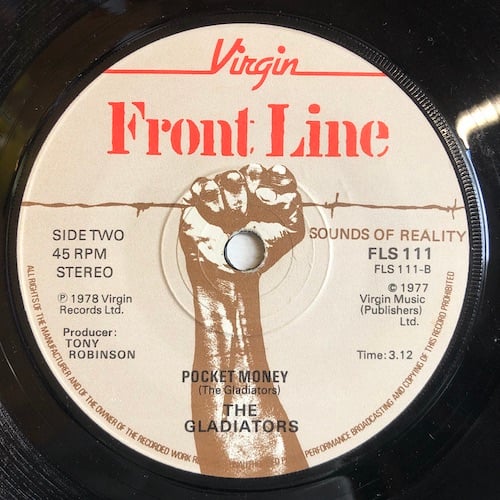 Virgin
Front Line
SOUNDS OF REALITY
SIDE TWO
45 RPM
STEREO
FLS 111
FLS 111-B
℗ 1978 Virgin
Records Ltd.
© 1977
Virgin Music
(Publishers)
Ltd.
Producer:
TONY
ROBINSON
Time: 3.12
POCKET MONEY
(The Gladiators)
THE
GLADIATORS
ALL RIGHTS OF THE MANUFACTURER AND OF THE OWNER OF THE RECORDED WORK
PERFORMANCE BROADCASTING AND COPYING OF THIS RECORD PROHIBITED